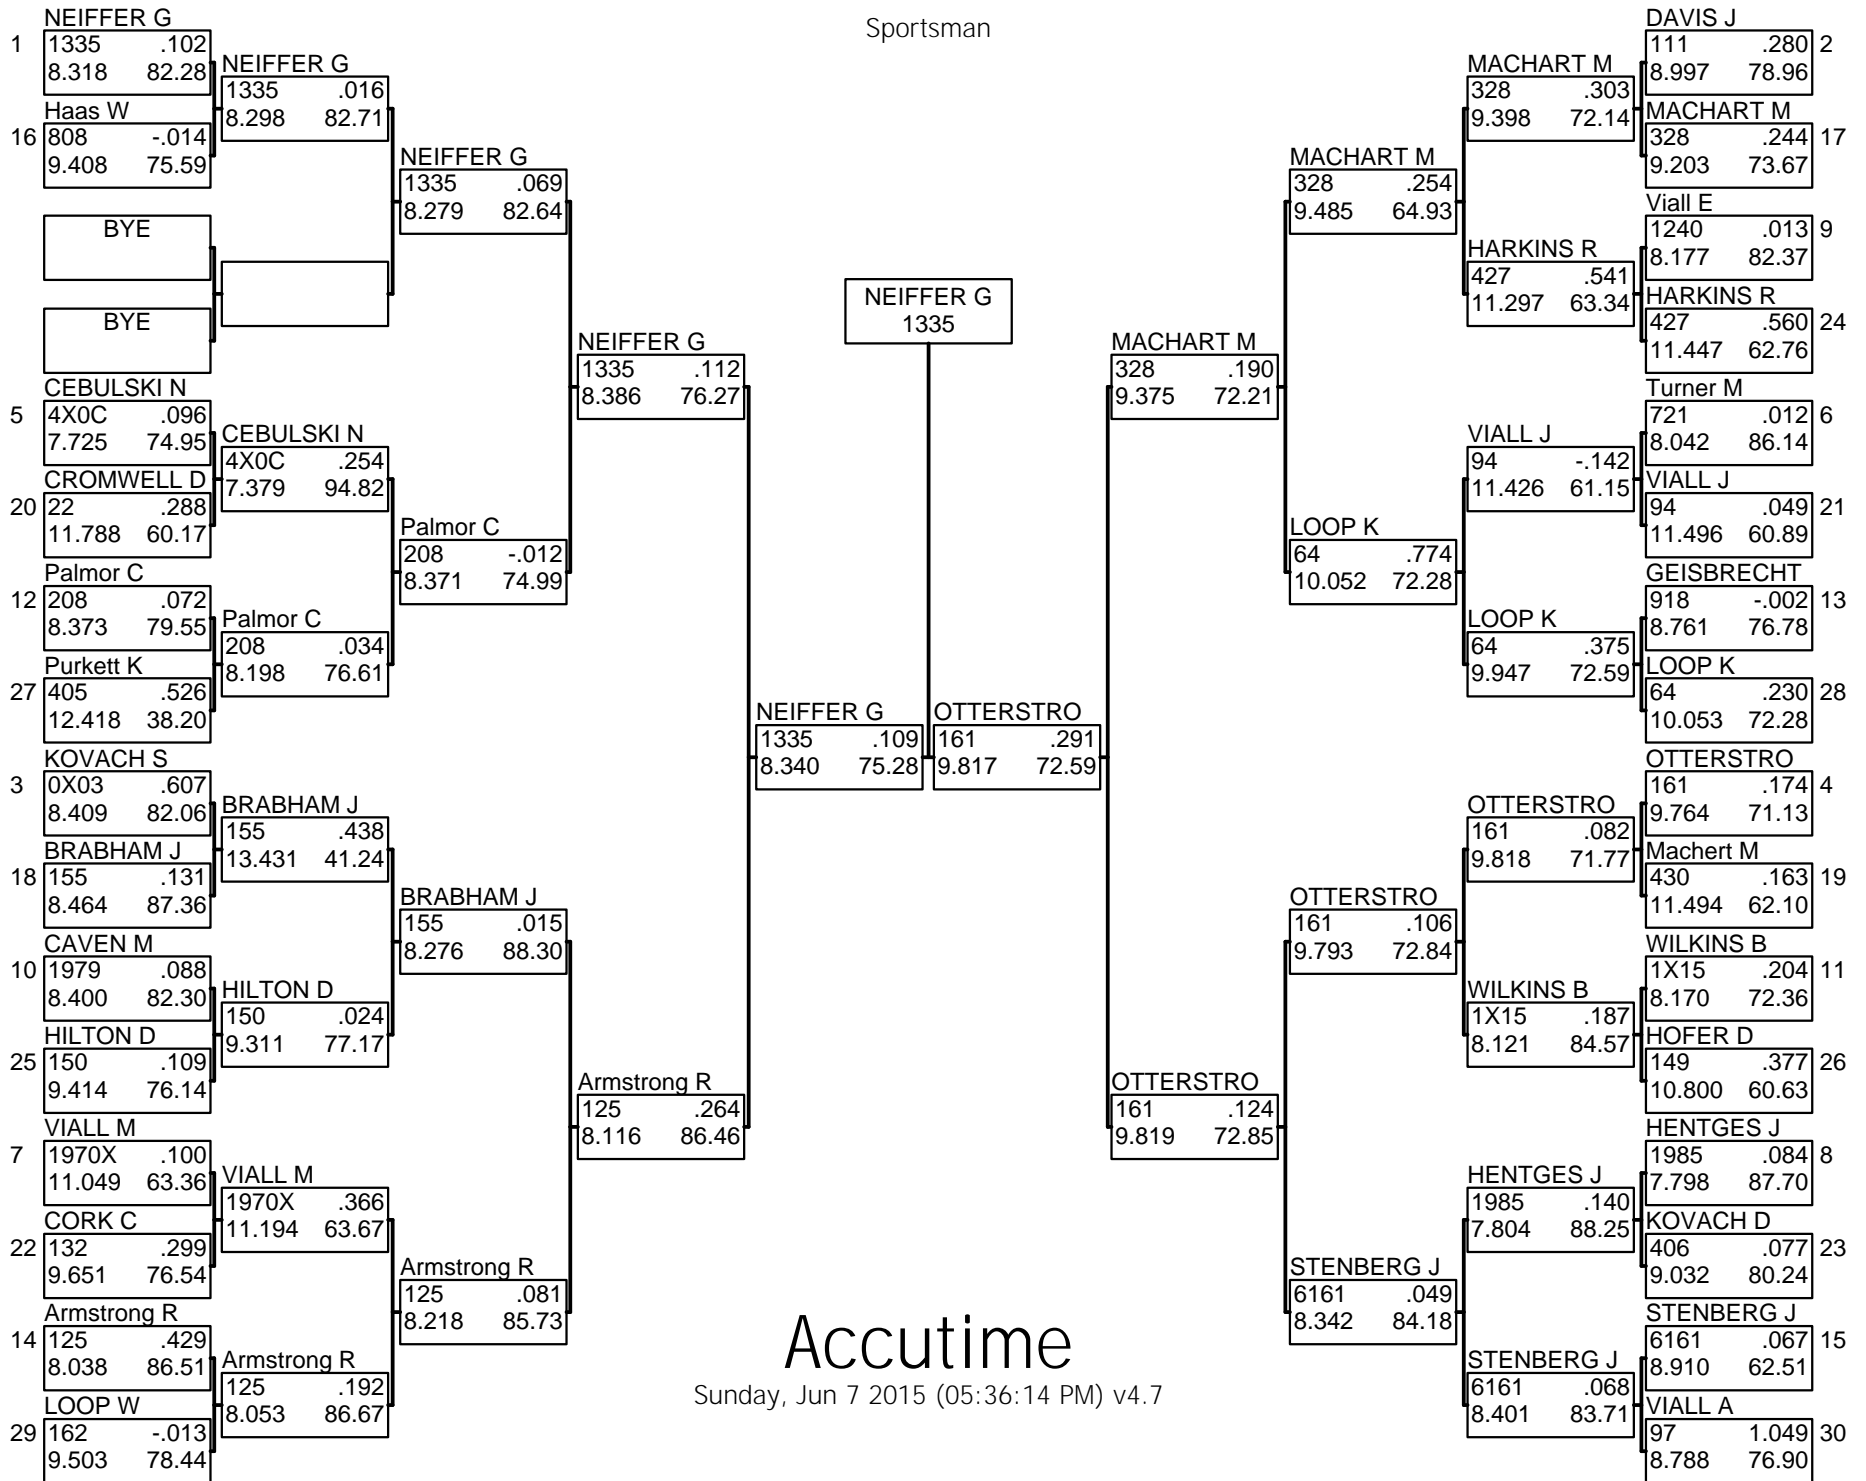 Sportsman
NEIFFER G
1 1335 .102
8.318 82.28
Haas W
16 808 -.014
9.408 75.59
BYE
BYE
CEBULSKI N
5 4X0C .096
7.725 74.95
CROMWELL D
20 22 .288
11.788 60.17
Palmor C
12 208 .072
8.373 79.55
Purkett K
27 405 .526
12.418 38.20
KOVACH S
3 0X03 .607
8.409 82.06
BRABHAM J
18 155 .131
8.464 87.36
CAVEN M
10 1979 .088
8.400 82.30
HILTON D
25 150 .109
9.414 76.14
VIALL M
7 1970X .100
11.049 63.36
CORK C
22 132 .299
9.651 76.54
Armstrong R
14 125 .429
8.038 86.51
LOOP W
29 162 -.013
9.503 78.44
NEIFFER G
1335 .016
8.298 82.71
CEBULSKI N
4X0C .254
7.379 94.82
Palmor C
208 .034
8.198 76.61
BRABHAM J
155 .438
13.431 41.24
HILTON D
150 .024
9.311 77.17
VIALL M
1970X .366
11.194 63.67
Armstrong R
125 .192
8.053 86.67
NEIFFER G
1335 .069
8.279 82.64
Palmor C
208 -.012
8.371 74.99
BRABHAM J
155 .015
8.276 88.30
Armstrong R
125 .081
8.218 85.73
NEIFFER G
1335 .112
8.386 76.27
Armstrong R
125 .264
8.116 86.46
NEIFFER G
1335 .109
8.340 75.28
NEIFFER G
1335
OTTERSTRO
161 .291
9.817 72.59
MACHART M
328 .190
9.375 72.21
OTTERSTRO
161 .124
9.819 72.85
MACHART M
328 .254
9.485 64.93
LOOP K
64 .774
10.052 72.28
OTTERSTRO
161 .106
9.793 72.84
STENBERG J
6161 .049
8.342 84.18
MACHART M
328 .303
9.398 72.14
HARKINS R
427 .541
11.297 63.34
VIALL J
94 -.142
11.426 61.15
LOOP K
64 .375
9.947 72.59
OTTERSTRO
161 .082
9.818 71.77
WILKINS B
1X15 .187
8.121 84.57
HENTGES J
1985 .140
7.804 88.25
STENBERG J
6161 .068
8.401 83.71
DAVIS J
111 .280 2
8.997 78.96
MACHART M
328 .244 17
9.203 73.67
Viall E
1240 .013 9
8.177 82.37
HARKINS R
427 .560 24
11.447 62.76
Turner M
721 .012 6
8.042 86.14
VIALL J
94 .049 21
11.496 60.89
GEISBRECHT
918 -.002 13
8.761 76.78
LOOP K
64 .230 28
10.053 72.28
OTTERSTRO
161 .174 4
9.764 71.13
Machert M
430 .163 19
11.494 62.10
WILKINS B
1X15 .204 11
8.170 72.36
HOFER D
149 .377 26
10.800 60.63
HENTGES J
1985 .084 8
7.798 87.70
KOVACH D
406 .077 23
9.032 80.24
STENBERG J
6161 .067 15
8.910 62.51
VIALL A
97 1.049 30
8.788 76.90
Accutime
Sunday, Jun 7 2015 (05:36:14 PM) v4.7